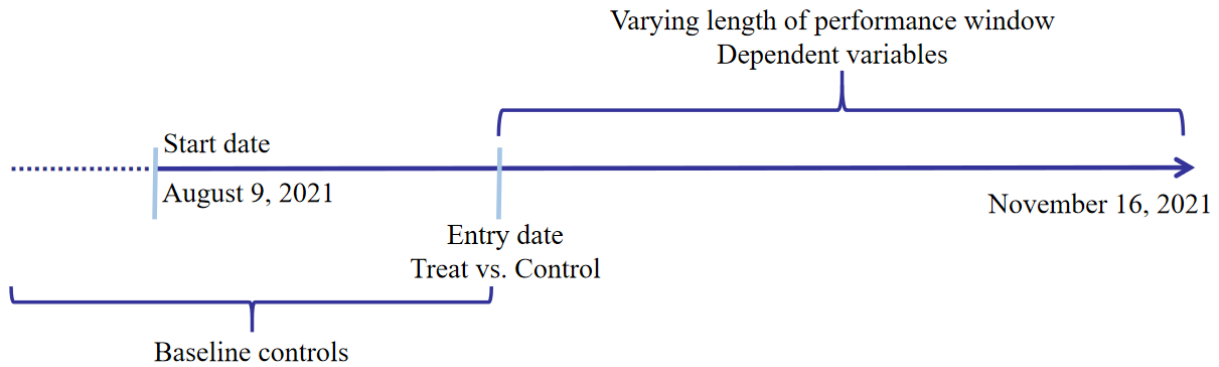 Varying length of performance window
Dependent variables
Start date
August 9, 2021
November 16, 2021
Entry date
Treat vs. Control
Baseline controls